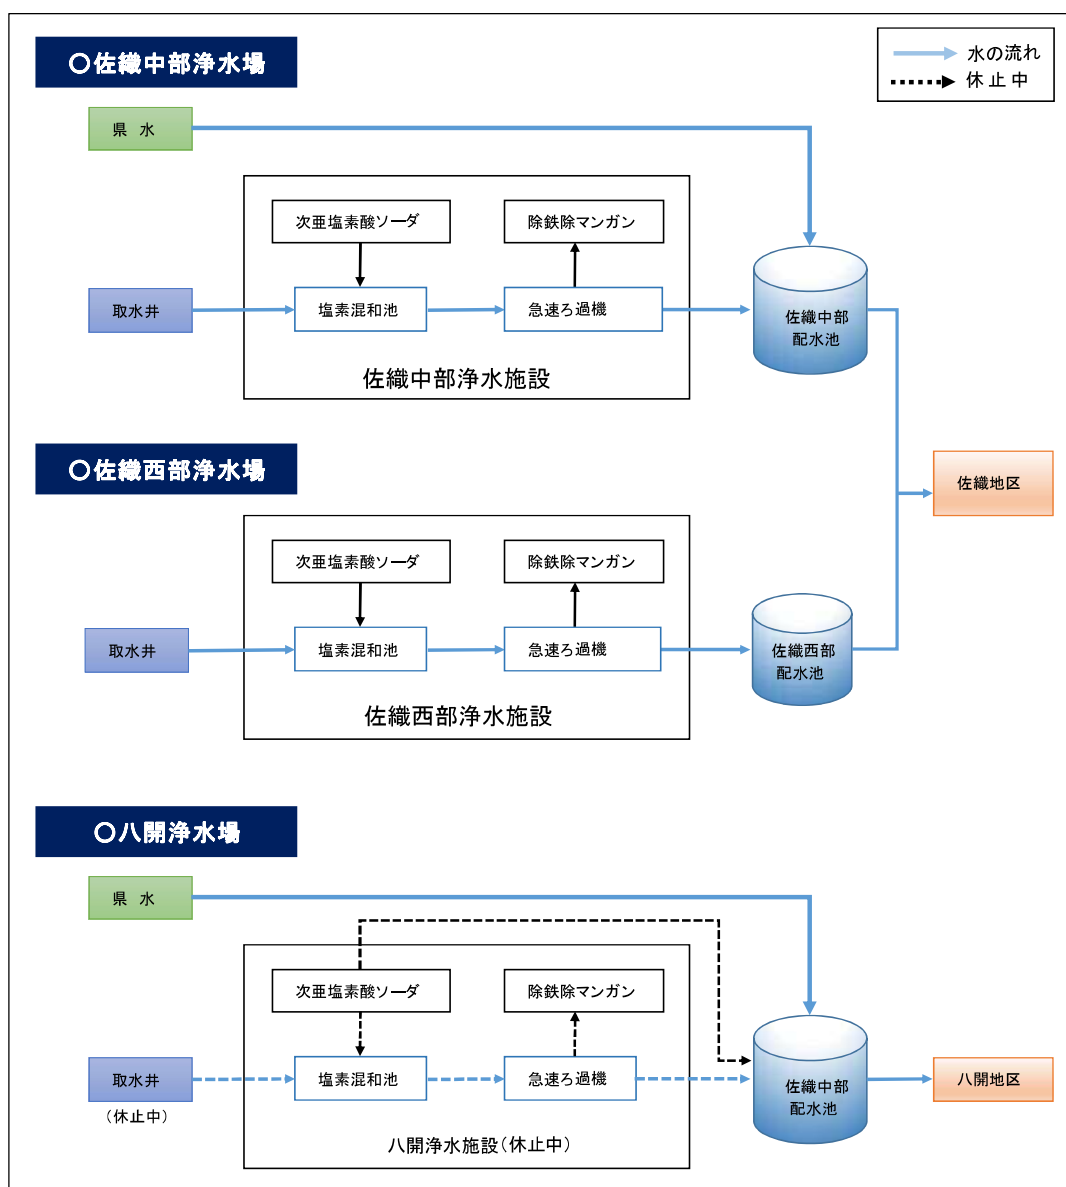 〇佐織中部浄水場
水の流れ
休止中
県 水
次亜塩素酸ソーダ
除鉄除マンガン
取水井
塩素混和池
急速ろ過機
佐織中部
配水池
佐織中部浄水施設
〇佐織西部浄水場
佐織地区
次亜塩素酸ソーダ
除鉄除マンガン
取水井
塩素混和池
急速ろ過機
佐織西部
配水池
佐織西部浄水施設
〇八開浄水場
県 水
次亜塩素酸ソーダ
除鉄除マンガン
取水井
(休止中)
塩素混和池
急速ろ過機
佐織中部
配水池
八開地区
八開浄水施設(休止中)